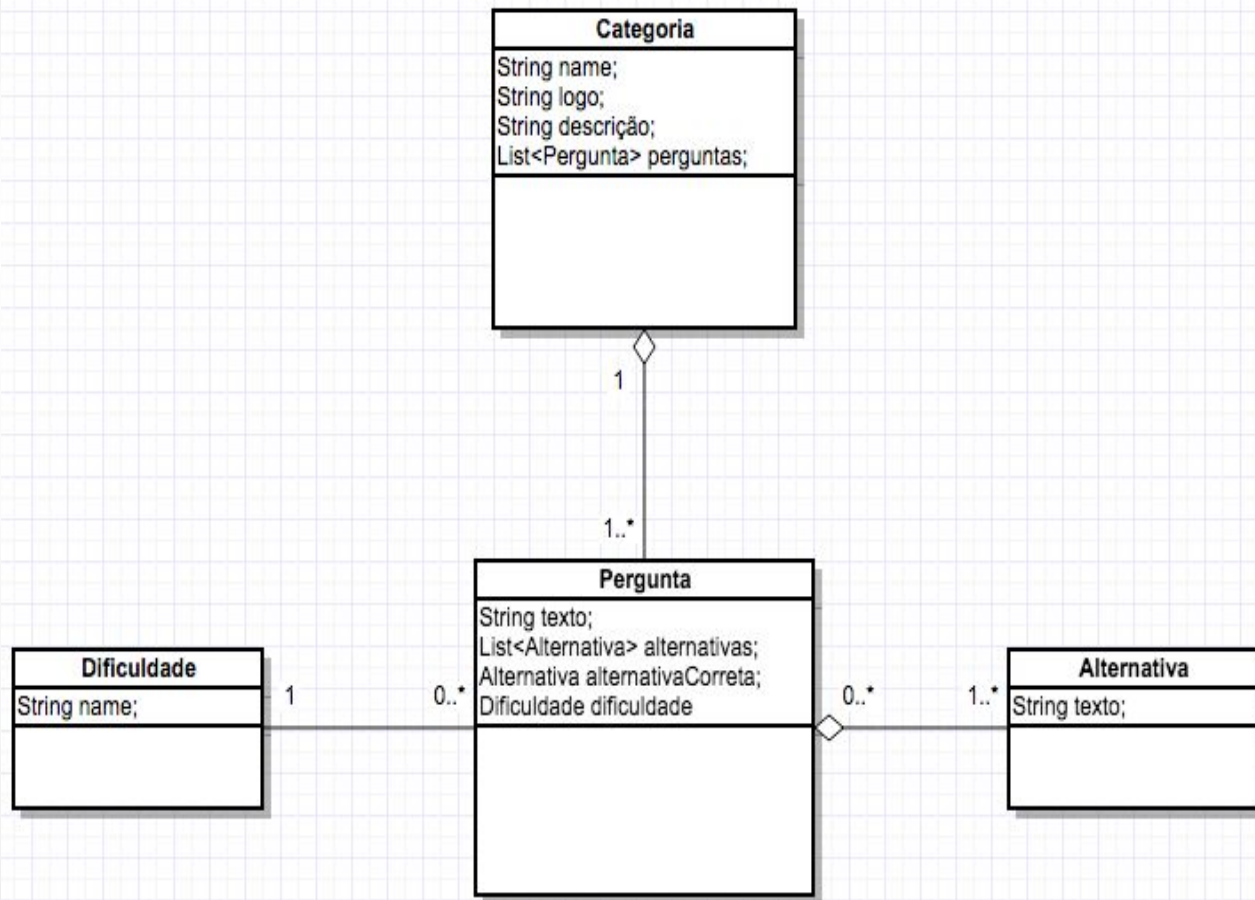 Categoria
String name;
String logo;
String descrição;
List<Pergunta> perguntas;
1
1..*
Pergunta
String texto;
List<Alternativa> alternativas;
Alternativa alternativaCorreta;
Dificuldade dificuldade
Dificuldade
String name;
1
0..*
0..*
1..*
Alternativa
String texto;